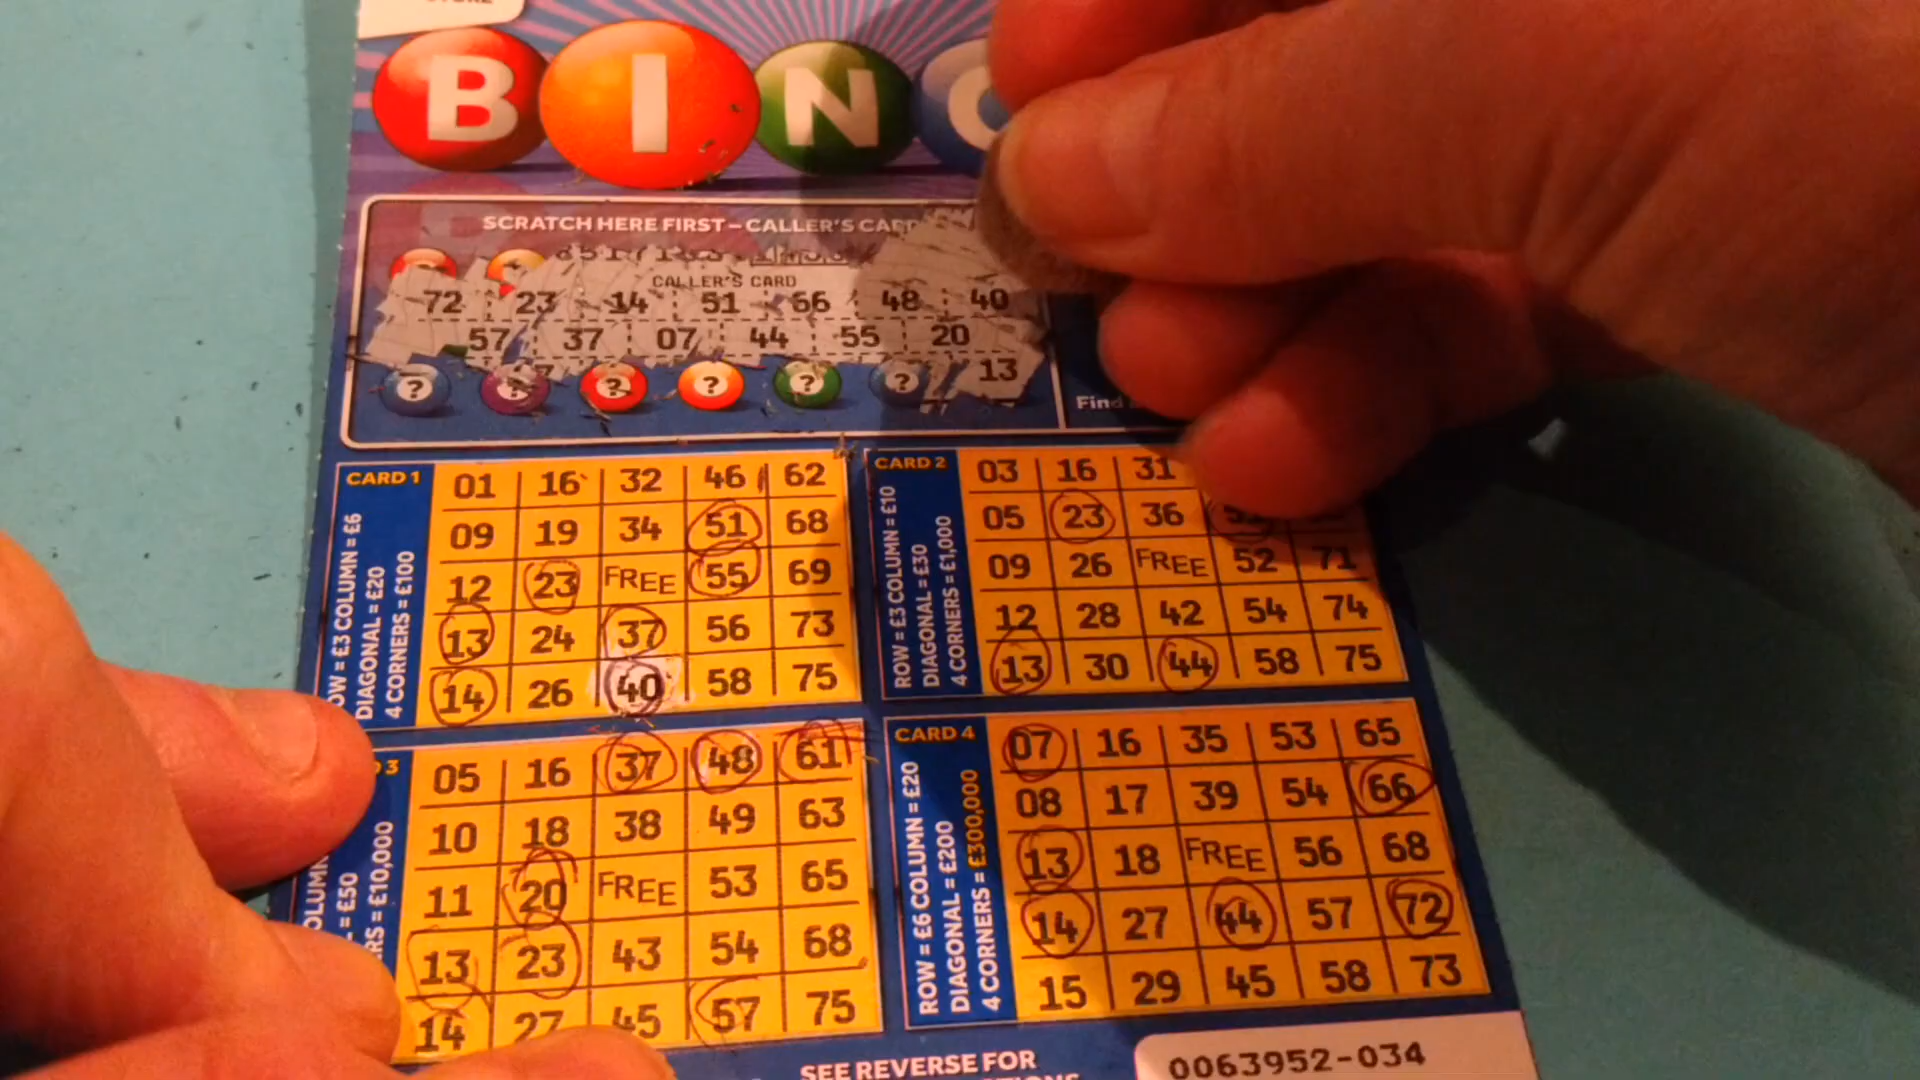 BIN
SCRATCH HERE FIRST – CALLER'S
CALLER'S CARD
72 23 14 51 66 48 40
57 37 07 44 55 20
13
? ? ? ? ? ?
Find
CARD 1
ROW = £3 COLUMN = £6
DIAGONAL = £20
4 CORNERS = £100
01 16 32 46 62
09 19 34 51 68
12 23 FREE 55 69
13 24 37 56 73
14 26 40 58 75
CARD 2
ROW = £3 COLUMN = £10
DIAGONAL = £30
4 CORNERS = £1,000
03 16 31
05 23 36
09 26 FREE 52 71
12 28 42 54 74
13 30 44 58 75
3
= £50
= £10,000
05 16 37 48 61
10 18 38 49 63
11 20 FREE 53 65
13 23 43 54 68
14 27 45 57 75
CARD 4
ROW = £6 COLUMN = £20
DIAGONAL = £200
4 CORNERS = £300,000
07 16 35 53 65
08 17 39 54 66
13 18 FREE 56 68
14 27 44 57 72
15 29 45 58 73
SEE REVERSE FOR
0063952-034